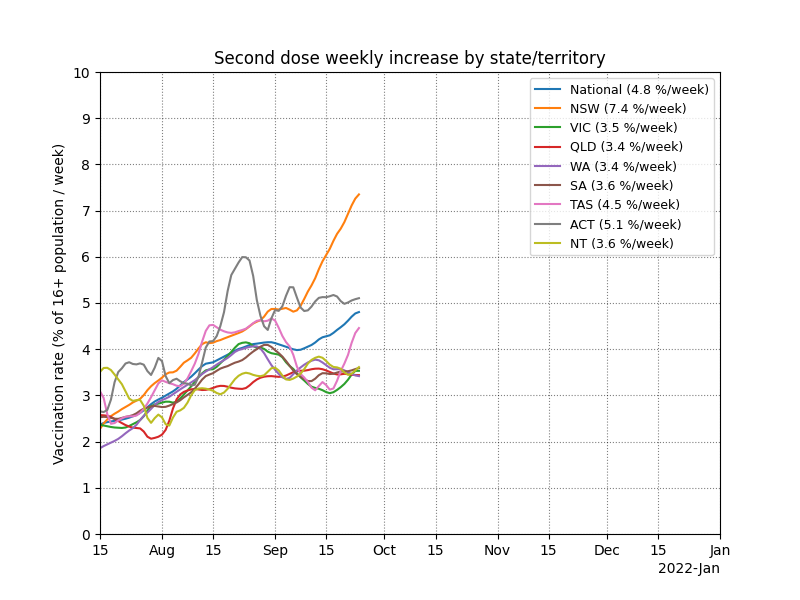 Second dose weekly increase by state/territory
Vaccination rate (% of 16+ population / week)
10
9
8
7
6
5
4
3
2
1
0
National (4.8 %/week)
NSW (7.4 %/week)
VIC (3.5 %/week)
QLD (3.4 %/week)
WA (3.4 %/week)
SA (3.6 %/week)
TAS (4.5 %/week)
ACT (5.1 %/week)
NT (3.6 %/week)
15 Aug 15 Sep 15 Oct 15 Nov 15 Dec 15 Jan
2022-Jan